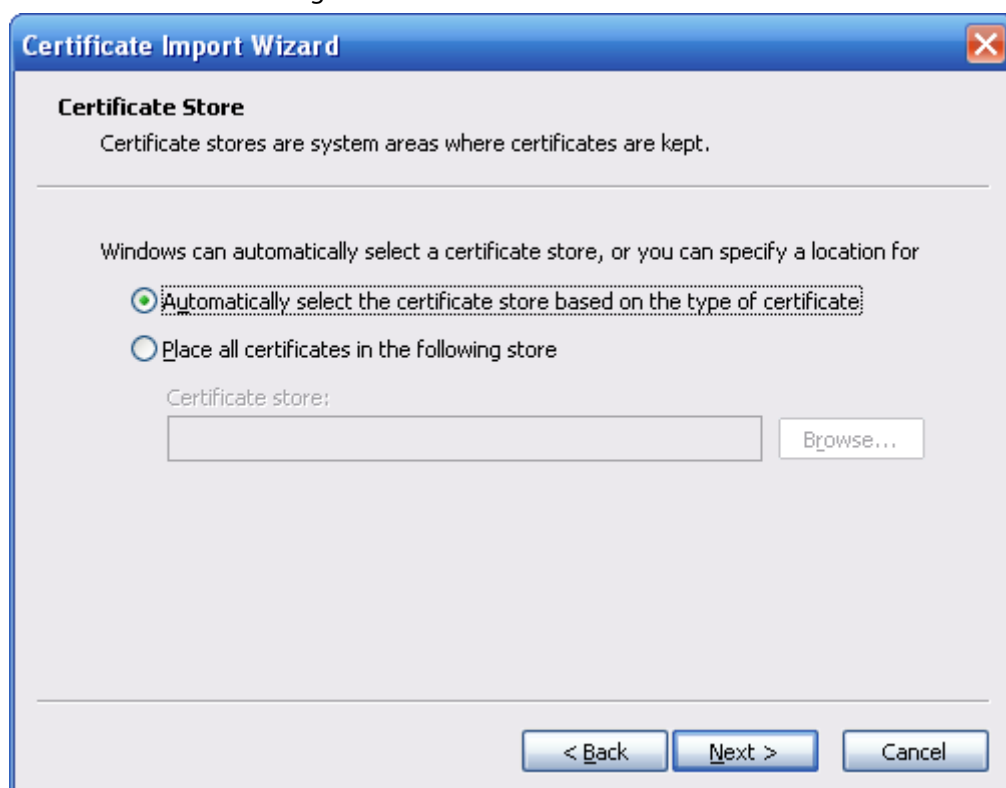 Certificate Import Wizard
Certificate Store
Certificate stores are system areas where certificates are kept.
Windows can automatically select a certificate store, or you can specify a location for
Automatically select the certificate store based on the type of certificate
Place all certificates in the following store
Certificate store:
Browse...
< Back Next > Cancel